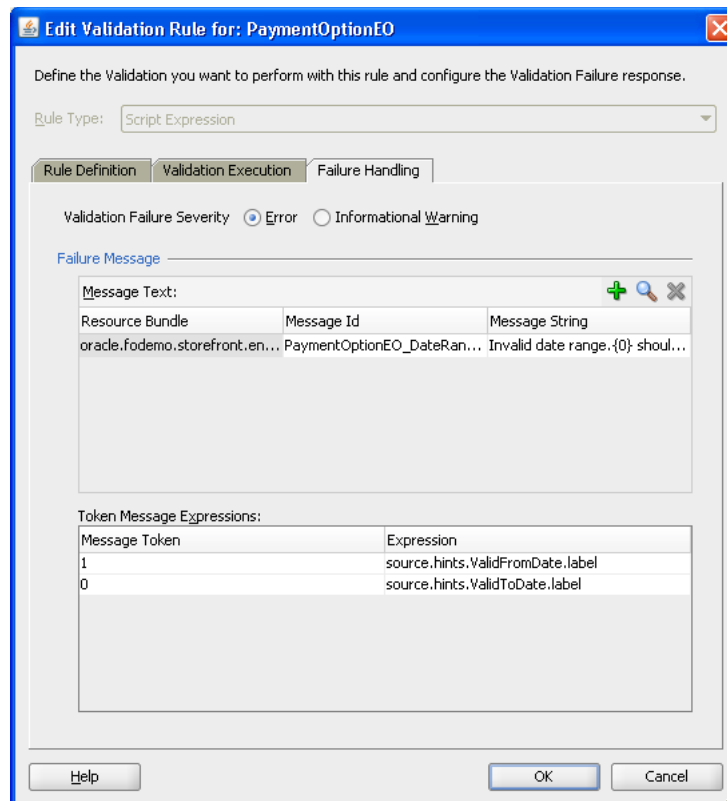 Edit Validation Rule for: PaymentOptionEO
Define the Validation you want to perform with this rule and configure the Validation Failure response.
Rule Type: Script Expression
Rule Definition Validation Execution Failure Handling
Validation Failure Severity Error Informational Warning
Failure Message
Message Text:
Resource Bundle Message Id Message String
oracle.fodemo.storefront.en... PaymentOptionEO_DateRan... Invalid date range.{0} shoul...
Token Message Expressions:
Message Token Expression
1 source.hints.ValidFromDate.label
0 source.hints.ValidToDate.label
Help OK Cancel